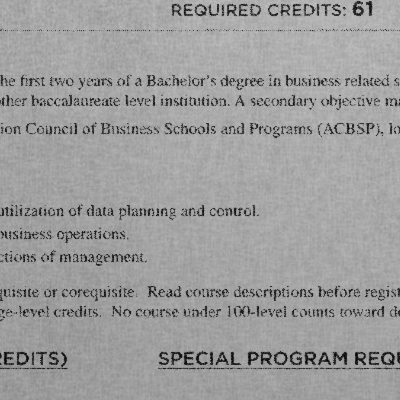 REQUIRED CREDITS: 61
he first two years of a Bachelor's degree in business related s
other baccalaureate level institution. A secondary objective ma
ion Council of Business Schools and Programs (ACBSP), lo
utilization of data planning and control.
business operations.
ctions of management.
quisite or corequisite. Read course descriptions before regist
ge-level credits. No course under 100-level counts toward de
REDITS)
SPECIAL PROGRAM REQU